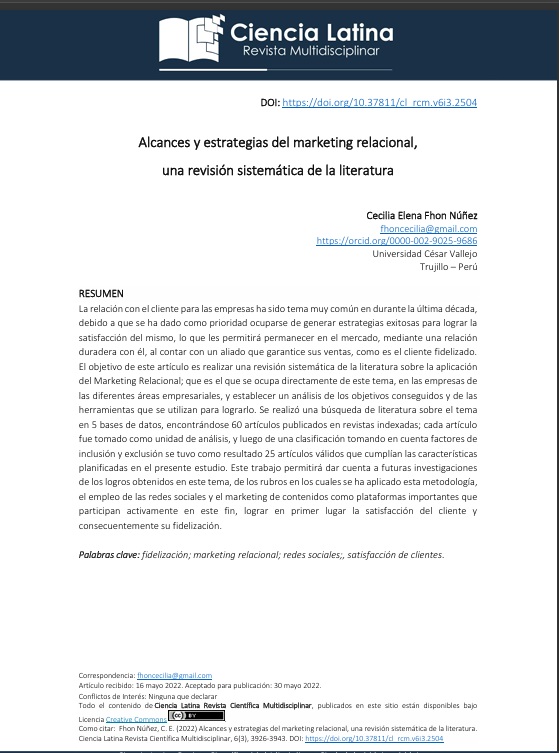 Ciencia Latina
Revista Multidisciplinar
DOI: https://doi.org/10.37811/cl_rcm.v6i3.2504
Alcances y estrategias del marketing relacional,
una revisión sistemática de la literatura
Cecilia Elena Fhon Núñez
fhoncecilia@gmail.com
https://orcid.org/0000-002-9025-9686
Universidad César Vallejo
Trujillo – Perú
RESUMEN
La relación con el cliente para las empresas ha sido tema muy común en durante la última década,
debido a que se ha dado como prioridad ocuparse de generar estrategias exitosas para lograr la
satisfacción del mismo, lo que les permitirá permanecer en el mercado, mediante una relación
duradera con él, al contar con un aliado que garantice sus ventas, como es el cliente fidelizado.
El objetivo de este artículo es realizar una revisión sistemática de la literatura sobre la aplicación
del Marketing Relacional; que es el que se ocupa directamente de este tema, en las empresas de
las diferentes áreas empresariales, y establecer un análisis de los objetivos conseguidos y de las
herramientas que se utilizan para lograrlo. Se realizó una búsqueda de literatura sobre el tema
en 5 bases de datos, encontrándose 60 artículos publicados en revistas indexadas; cada artículo
fue tomado como unidad de análisis, y luego de una clasificación tomando en cuenta factores de
inclusión y exclusión se tuvo como resultado 25 artículos válidos que cumplían las características
planificadas en el presente estudio. Este trabajo permitirá dar cuenta a futuras investigaciones
de los logros obtenidos en este tema, de los rubros en los cuales se ha aplicado esta metodología,
el empleo de las redes sociales y el marketing de contenidos como plataformas importantes que
participan activamente en este fin, lograr en primer lugar la satisfacción del cliente y
consecuentemente su fidelización.
Palabras clave: fidelización; marketing relacional; redes sociales;, satisfacción de clientes.
Correspondencia: fhoncecilia@gmail.com
Artículo recibido: 16 mayo 2022. Aceptado para publicación: 30 mayo 2022.
Conflictos de Interés: Ninguna que declarar
Todo el contenido de Ciencia Latina Revista Científica Multidisciplinar, publicados en este sitio están disponibles bajo
Licencia Creative Commons cc BY
Como citar: Fhon Núñez, C. E. (2022) Alcances y estrategias del marketing relacional, una revisión sistemática de la literatura.
Ciencia Latina Revista Científica Multidisciplinar, 6(3), 3926-3943. DOI: https://doi.org/10.37811/cl_rcm.v6i3.2504